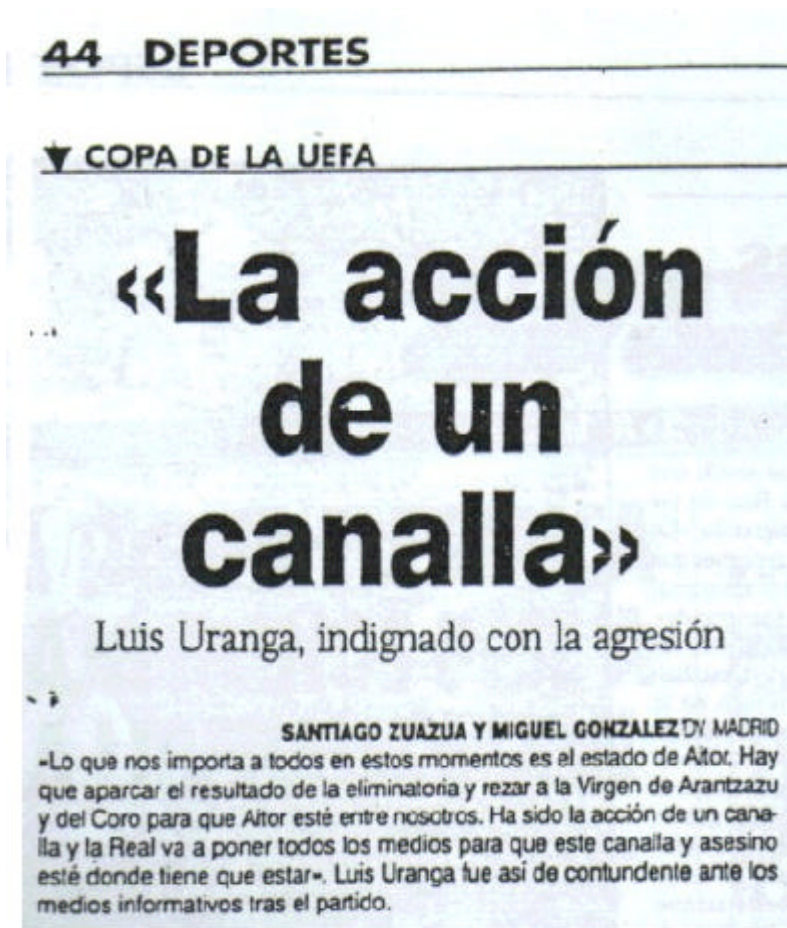 44 DEPORTES
▼ COPA DE LA UEFA
«La acción
de un
canalla»
Luis Uranga, indignado con la agresión
SANTIAGO ZUAZUA Y MIGUEL GONZALEZ DV MADRID
«Lo que nos importa a todos en estos momentos es el estado de Aitor. Hay
que aparcar el resultado de la eliminatoria y rezar a la Virgen de Arantzazu
y del Coro para que Aitor esté entre nosotros. Ha sido la acción de un cana-
lla y la Real va a poner todos los medios para que este canalla y asesino
esté donde tiene que estar». Luis Uranga fue así de contundente ante los
medios informativos tras el partido.